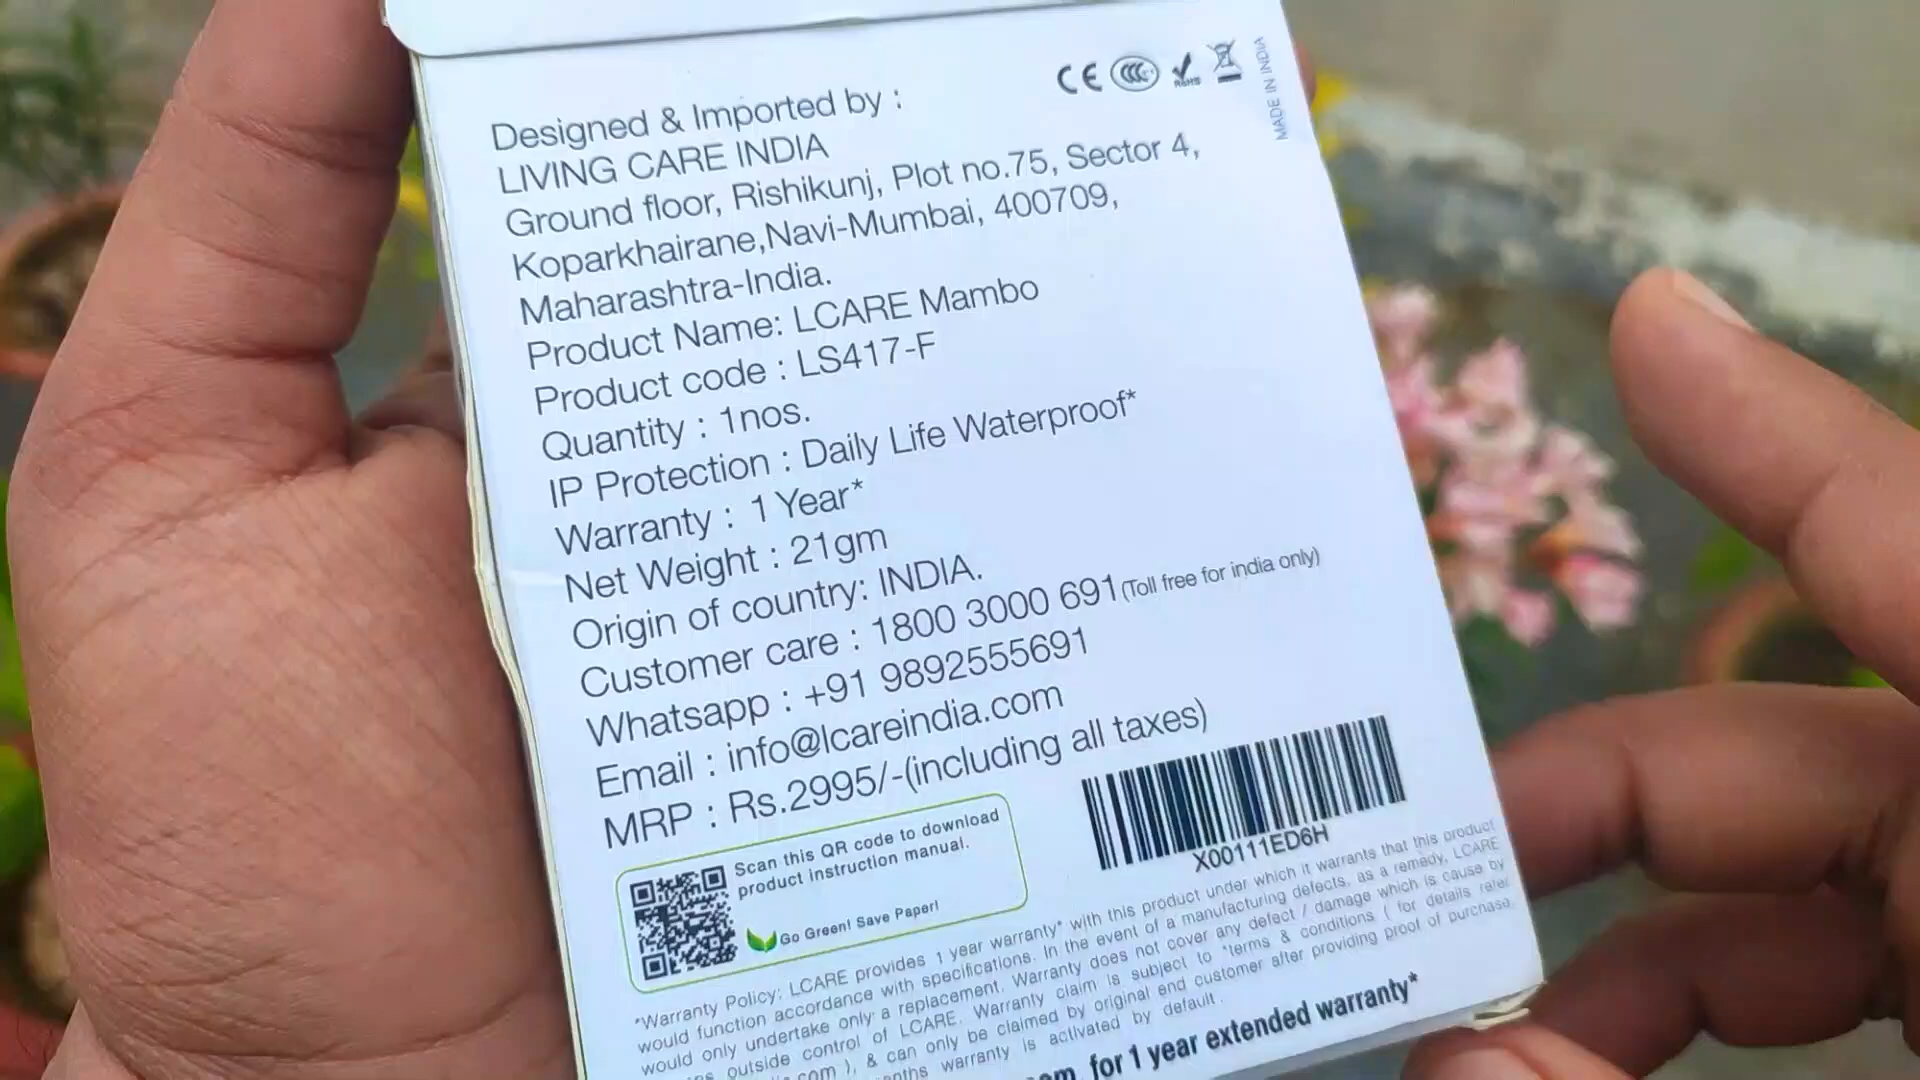 CE CCC RoHS
MADE IN INDIA
Designed & Imported by :
LIVING CARE INDIA
Ground floor, Rishikunj, Plot no.75, Sector 4,
Koparkhairane,Navi-Mumbai, 400709,
Maharashtra-India.
Product Name: LCARE Mambo
Product code : LS417-F
Quantity : 1nos.
IP Protection : Daily Life Waterproof*
Warranty : 1 Year*
Net Weight : 21gm
Origin of country: INDIA.
Customer care : 1800 3000 691(Toll free for india only)
Whatsapp : +91 9892555691
Email : info@lcareindia.com
MRP : Rs.2995/-(including all taxes)
Scan this QR code to download
product instruction manual.
Go Green! Save Paper!
X00111ED6H
*Warranty Policy: LCARE provides 1 year warranty* with this product under which it warrants that this product
would function accordance with specifications. In the event of a manufacturing defects, as a remedy, LCARE
would only undertake only a replacement. Warranty does not cover any defect / damage which is cause by
outside control of LCARE. Warranty claim is subject to *terms & conditions ( for details refer
.com ), & can only be claimed by original end customer after providing proof of purchase.
warranty is activated by default.
for 1 year extended warranty*